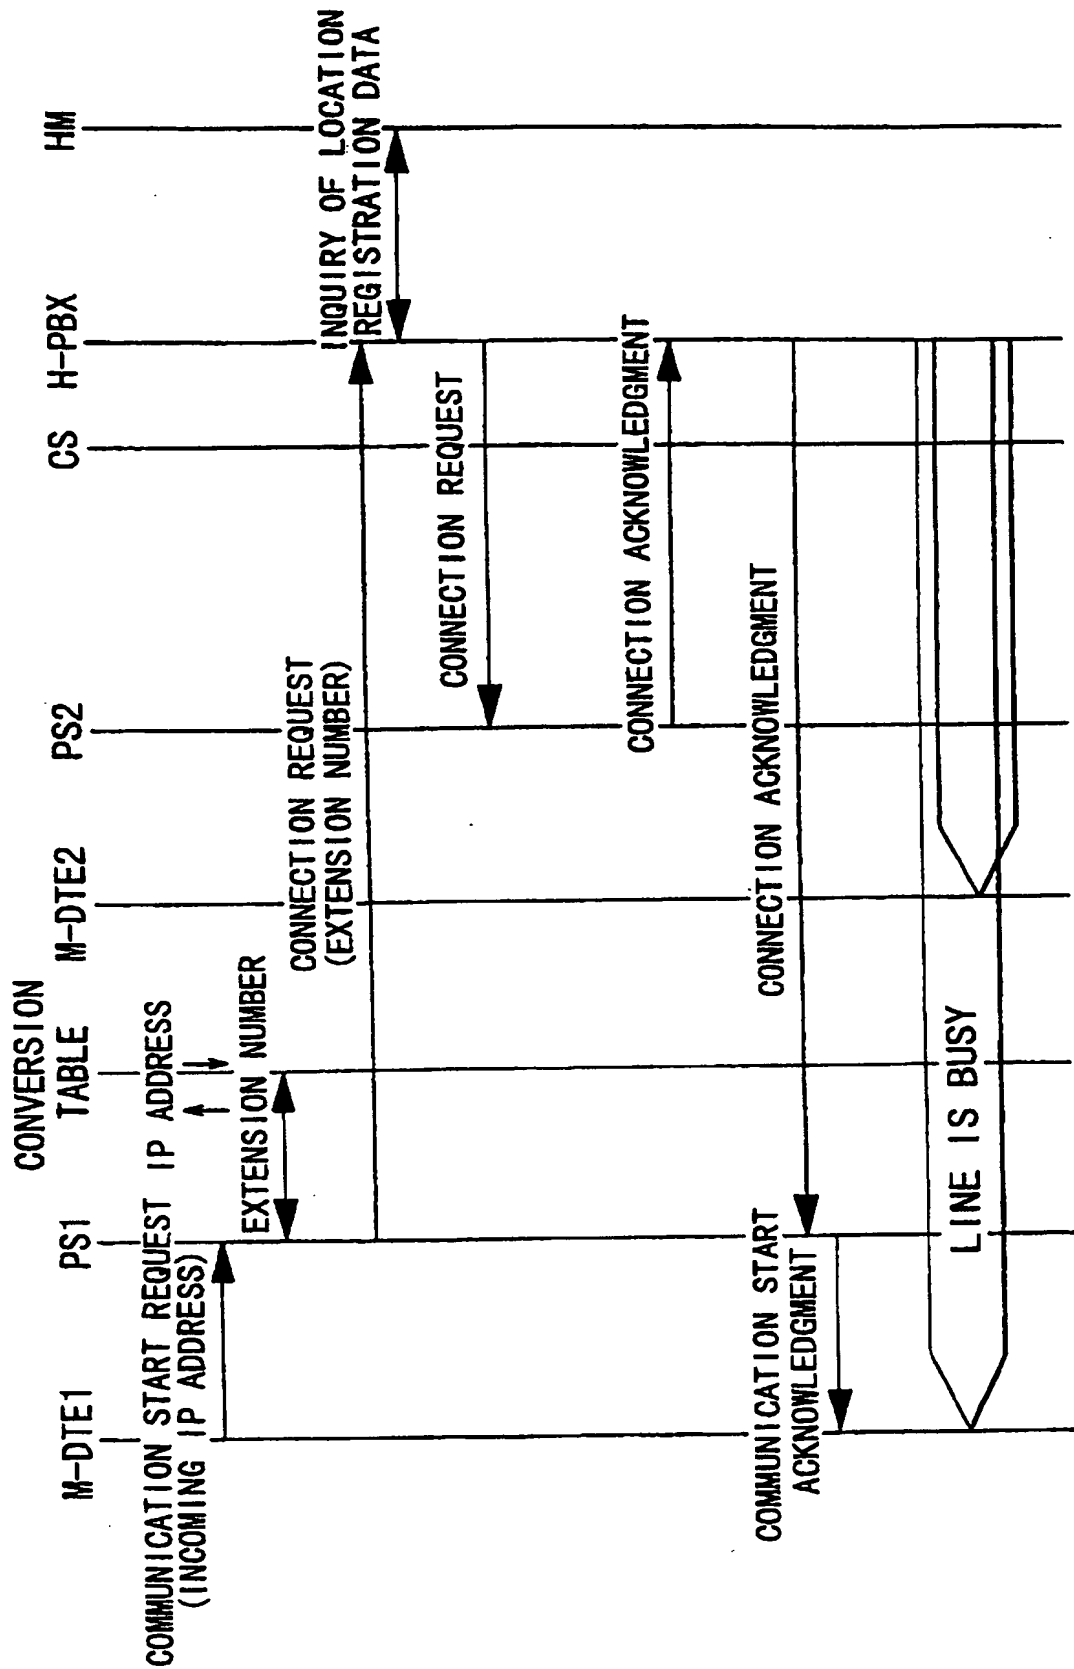 M-DTE1
PS1
CONVERSION
TABLE
M-DTE2
PS2
CS
H-PBX
HM
COMMUNICATION START REQUEST
(INCOMING IP ADDRESS)
IP ADDRESS
EXTENSION NUMBER
CONNECTION REQUEST
(EXTENSION NUMBER)
INQUIRY OF LOCATION
REGISTRATION DATA
CONNECTION REQUEST
CONNECTION ACKNOWLEDGMENT
CONNECTION ACKNOWLEDGMENT
COMMUNICATION START
ACKNOWLEDGMENT
LINE IS BUSY